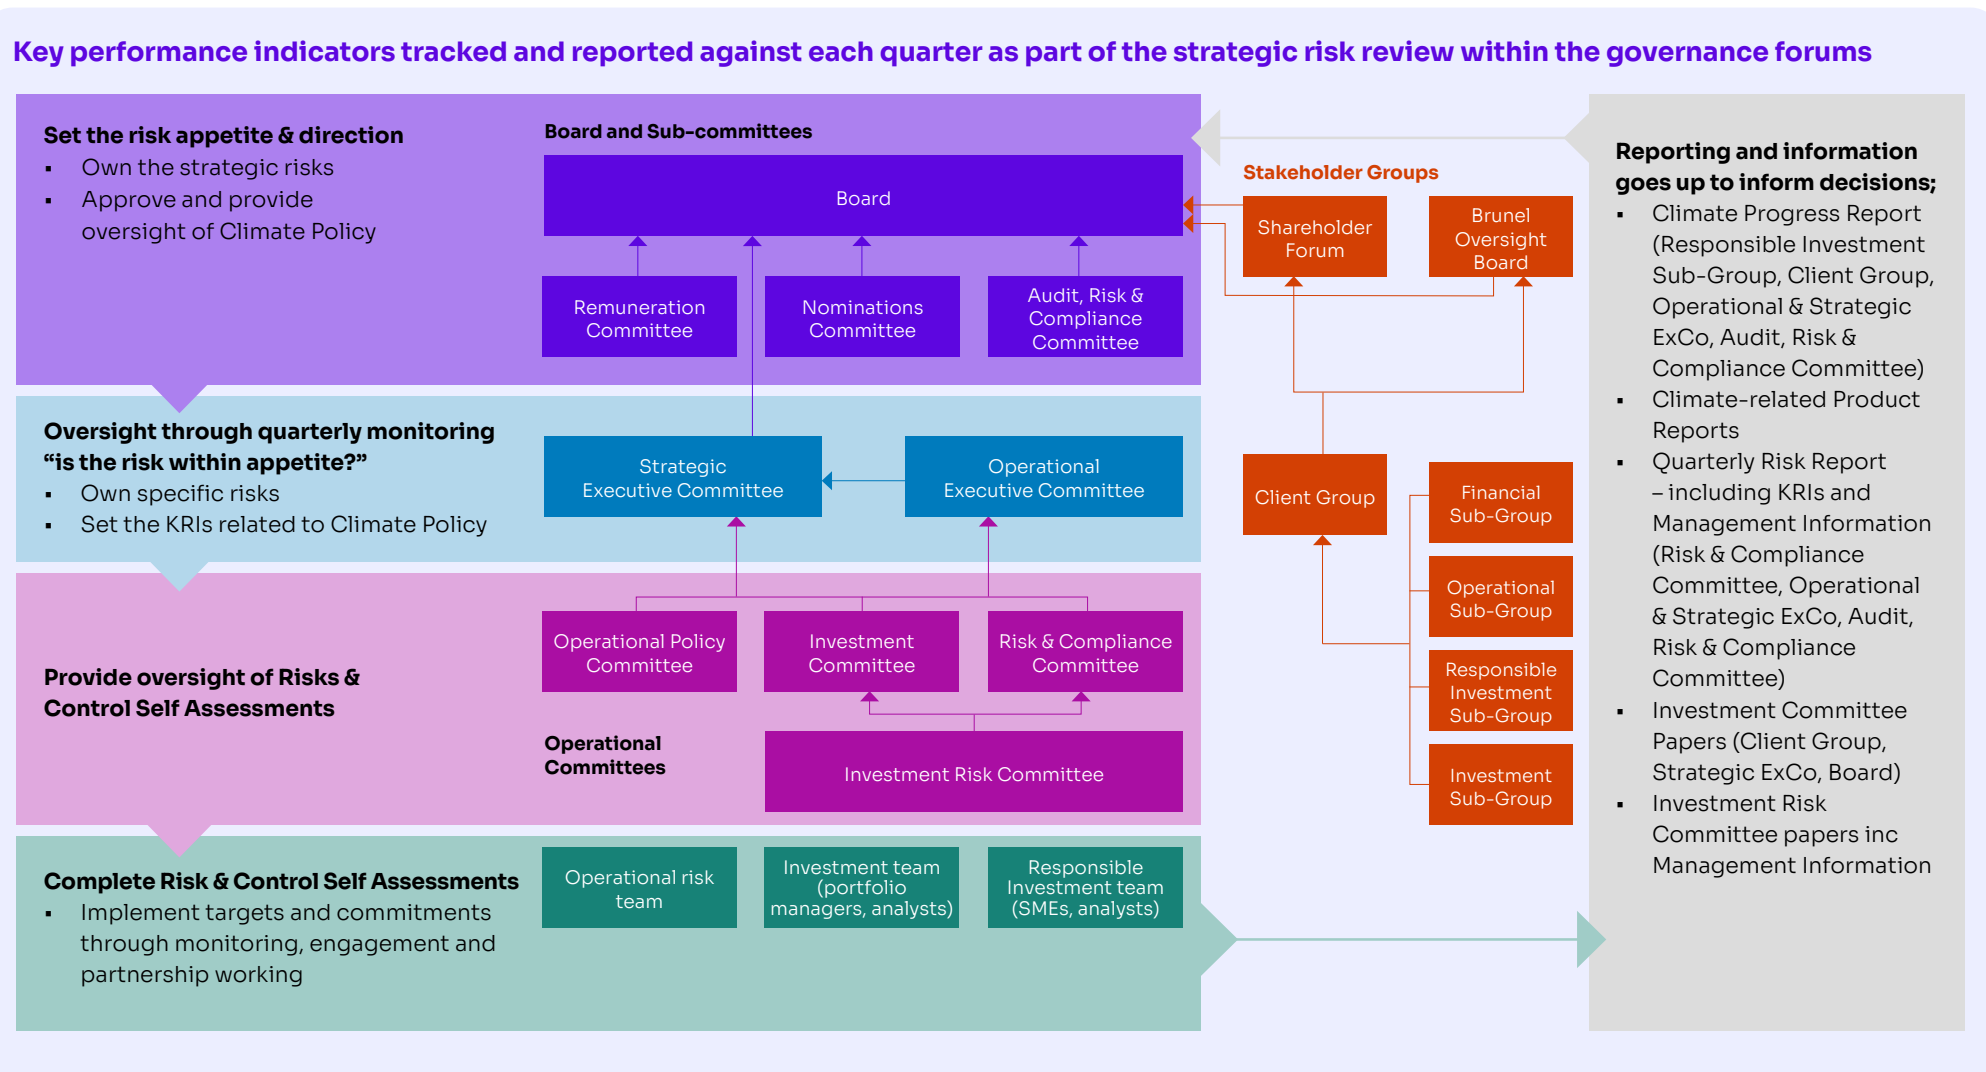 Key performance indicators tracked and reported against each quarter as part of the strategic risk review within the governance forums
Set the risk appetite & direction
▪ Own the strategic risks
▪ Approve and provide
oversight of Climate Policy
Board and Sub-committees
Board
Remuneration
Committee
Nominations
Committee
Audit, Risk &
Compliance
Committee
Oversight through quarterly monitoring
“is the risk within appetite?”
▪ Own specific risks
▪ Set the KRIs related to Climate Policy
Strategic
Executive Committee
Operational
Executive Committee
Provide oversight of Risks &
Control Self Assessments
Operational Policy
Committee
Investment
Committee
Risk & Compliance
Committee
Operational
Committees
Investment Risk Committee
Complete Risk & Control Self Assessments
▪ Implement targets and commitments
through monitoring, engagement and
partnership working
Operational risk
team
Investment team
(portfolio
managers, analysts)
Responsible
Investment team
(SMEs, analysts)
Stakeholder Groups
Shareholder
Forum
Brunel
Oversight
Board
Client Group
Financial
Sub-Group
Operational
Sub-Group
Responsible
Investment
Sub-Group
Investment
Sub-Group
Reporting and information
goes up to inform decisions;
▪ Climate Progress Report
(Responsible Investment
Sub-Group, Client Group,
Operational & Strategic
ExCo, Audit, Risk &
Compliance Committee)
▪ Climate-related Product
Reports
▪ Quarterly Risk Report
– including KRIs and
Management Information
(Risk & Compliance
Committee, Operational
& Strategic ExCo, Audit,
Risk & Compliance
Committee)
▪ Investment Committee
Papers (Client Group,
Strategic ExCo, Board)
▪ Investment Risk
Committee papers inc
Management Information